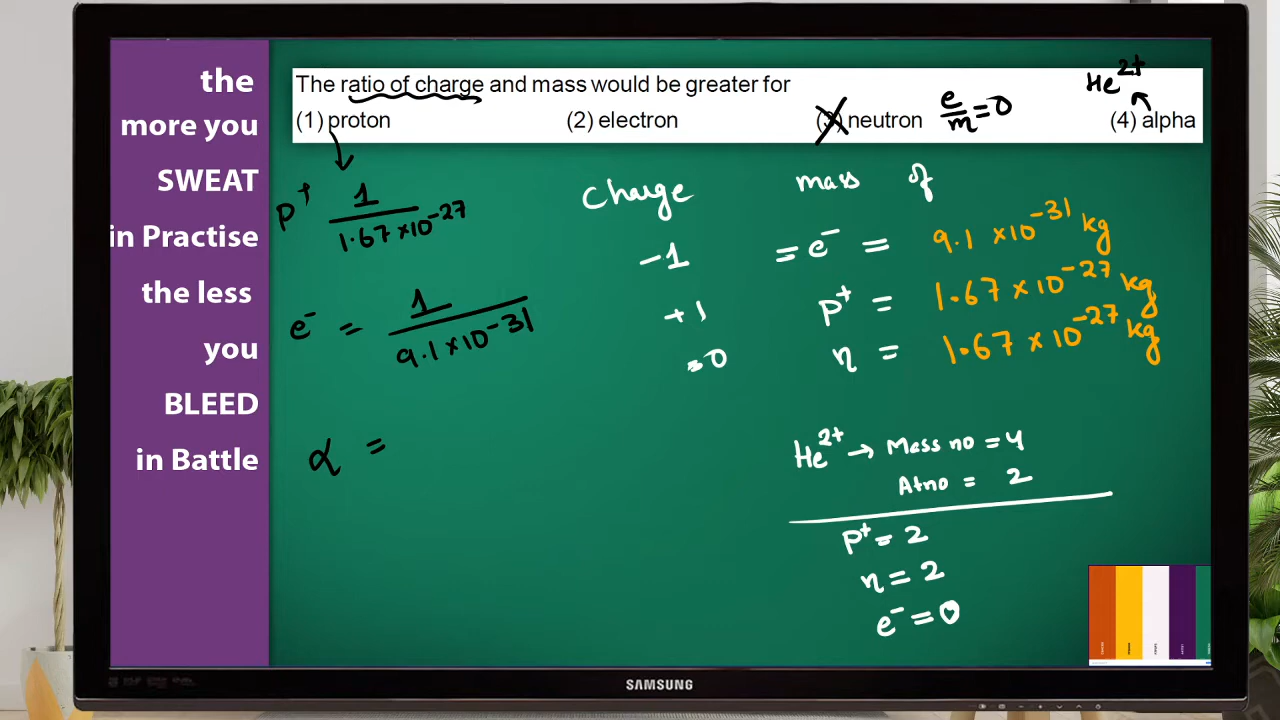 the
more you
SWEAT
in Practise
the less
you
BLEED
in Battle
The ratio of charge and mass would be greater for
(1) proton (2) electron (3) neutron e/m = 0 (4) alpha
He²⁺
p⁺ 1/1.67×10⁻²⁷
e⁻ = 1/9.1×10⁻³¹
α =
Charge mass of
-1 = e⁻ = 9.1 ×10⁻³¹ kg
+1 p⁺ = 1.67×10⁻²⁷ kg
=0 n = 1.67×10⁻²⁷ kg
He²⁺ → Mass no = 4
At no = 2
p⁺ = 2
n = 2
e⁻ = 0
SAMSUNG